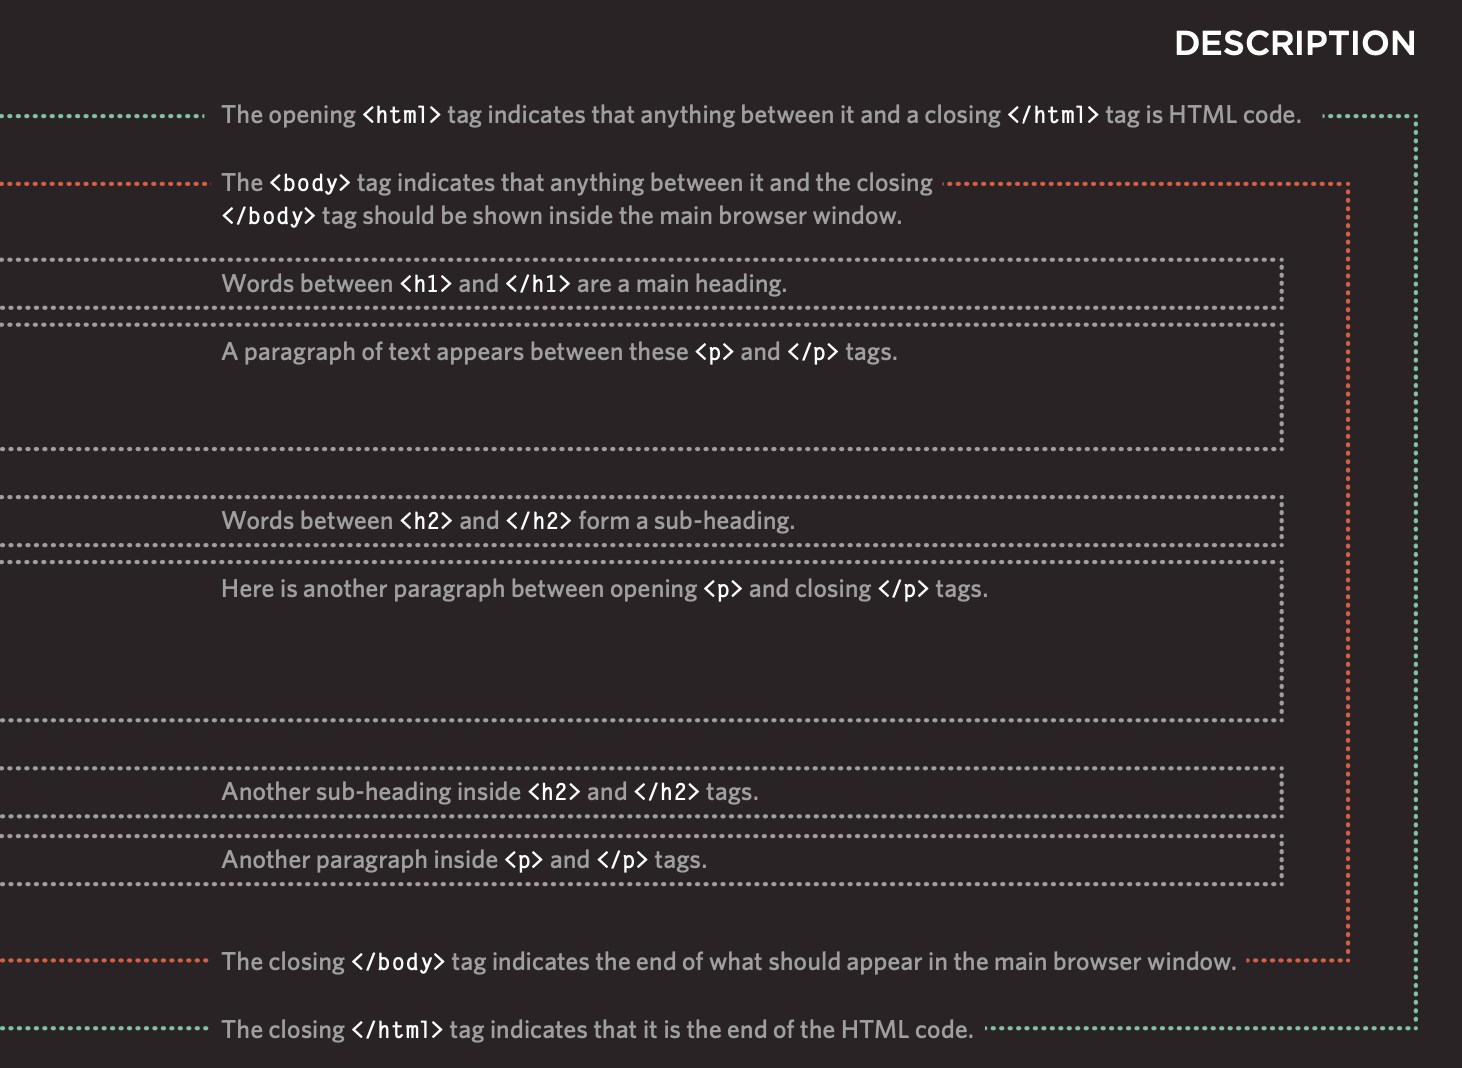 DESCRIPTION
The opening <html> tag indicates that anything between it and a closing </html> tag is HTML code.
The <body> tag indicates that anything between it and the closing
</body> tag should be shown inside the main browser window.
Words between <h1> and </h1> are a main heading.
A paragraph of text appears between these <p> and </p> tags.
Words between <h2> and </h2> form a sub-heading.
Here is another paragraph between opening <p> and closing </p> tags.
Another sub-heading inside <h2> and </h2> tags.
Another paragraph inside <p> and </p> tags.
The closing </body> tag indicates the end of what should appear in the main browser window.
The closing </html> tag indicates that it is the end of the HTML code.